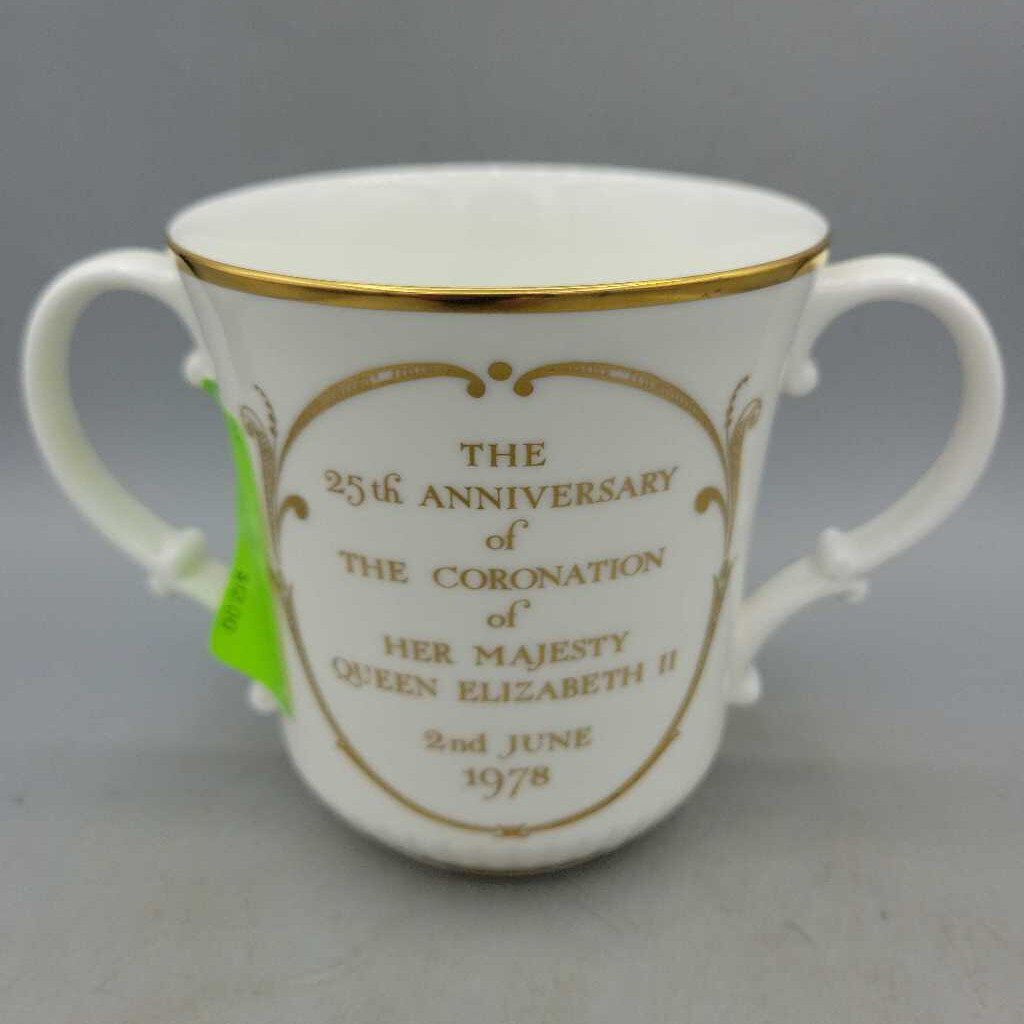 THE
25th ANNIVERSARY
of
THE CORONATION
of
HER MAJESTY
QUEEN ELIZABETH II
2nd JUNE
1978